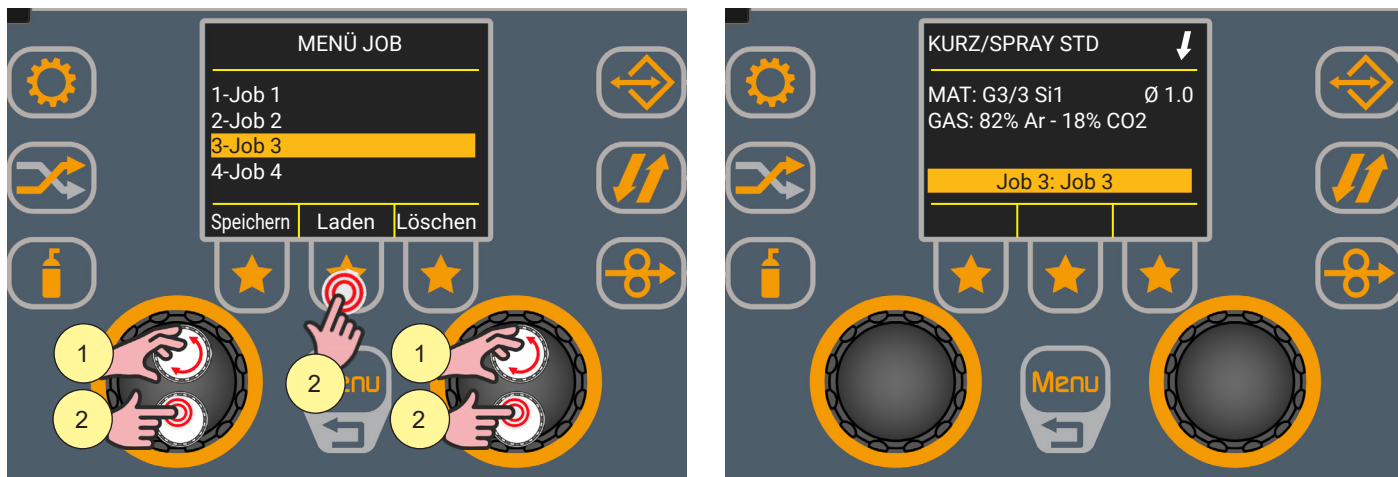 MENÜ JOB
1-Job 1
2-Job 2
3-Job 3
4-Job 4
Speichern Laden Löschen
1
1
2
enu
2
2
KURZ/SPRAY STD
MAT: G3/3 Si1 Ø 1.0
GAS: 82% Ar - 18% CO2
Job 3: Job 3
Menu